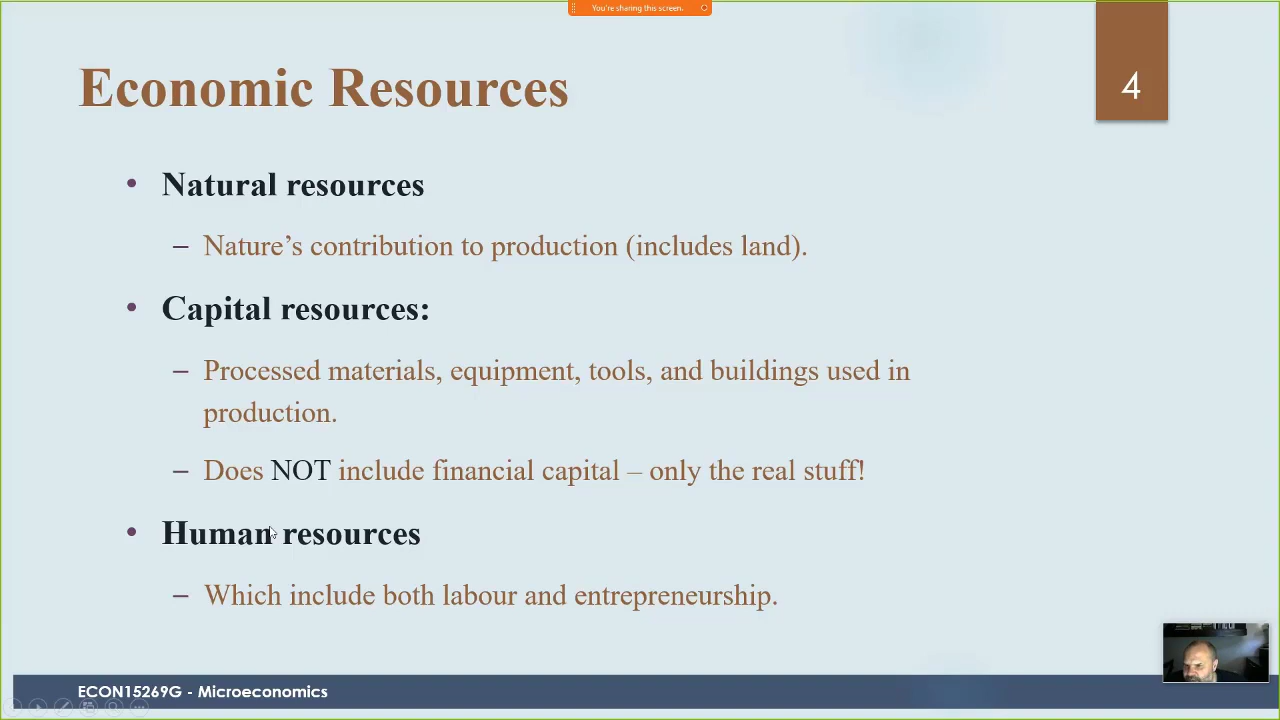 You're sharing this screen.
4
Economic Resources
• Natural resources
– Nature’s contribution to production (includes land).
• Capital resources:
– Processed materials, equipment, tools, and buildings used in
production.
– Does NOT include financial capital – only the real stuff!
• Human resources
– Which include both labour and entrepreneurship.
ECON15269G - Microeconomics